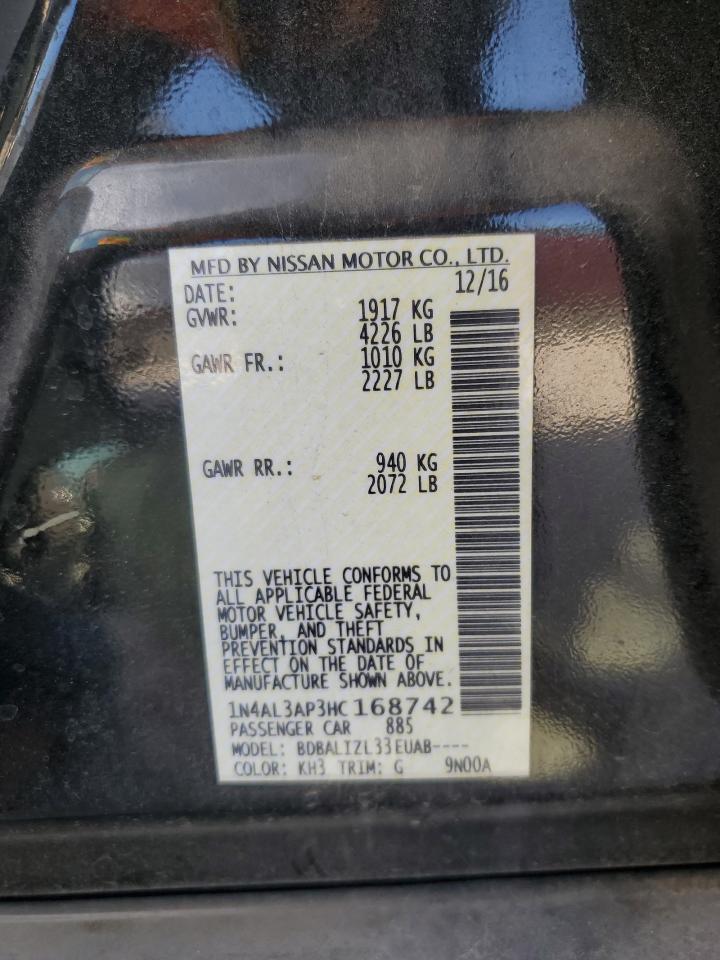 MFD BY NISSAN MOTOR CO., LTD.
DATE: 12/16
GVWR: 1917 KG
4226 LB
GAWR FR.: 1010 KG
2227 LB
GAWR RR.: 940 KG
2072 LB
THIS VEHICLE CONFORMS TO
ALL APPLICABLE FEDERAL
MOTOR VEHICLE SAFETY,
BUMPER, AND THEFT
PREVENTION STANDARDS IN
EFFECT ON THE DATE OF
MANUFACTURE SHOWN ABOVE.
1N4AL3AP3HC168742
PASSENGER CAR 885
MODEL: BDBALIZL33EUAB----
COLOR: KH3 TRIM: G 9N00A